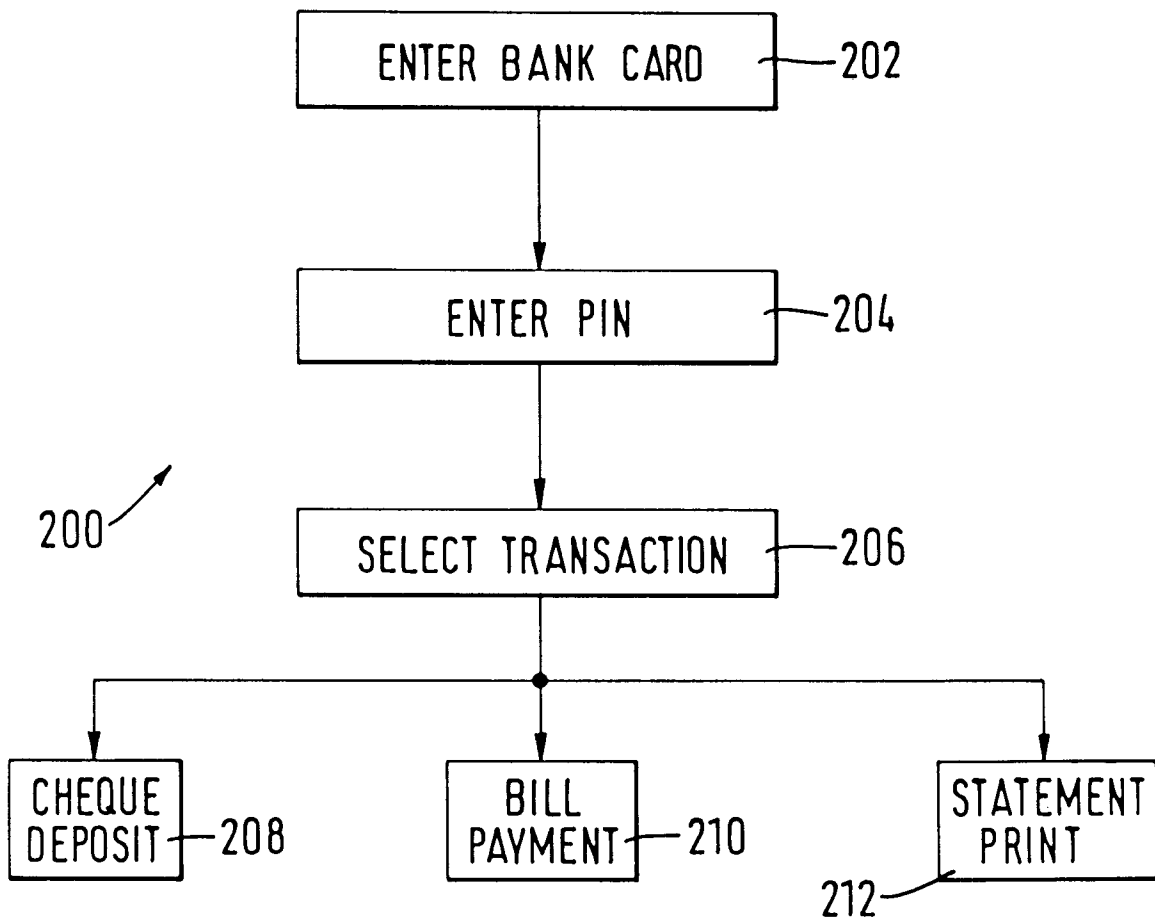 ENTER BANK CARD
202
ENTER PIN
204
200
SELECT TRANSACTION
206
CHEQUE
DEPOSIT
208
BILL
PAYMENT
210
STATEMENT
PRINT
212